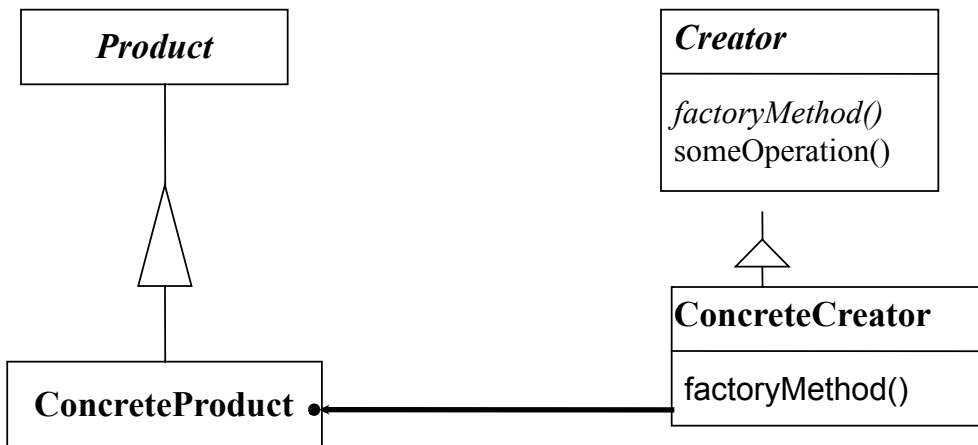 Product
Creator
factoryMethod()
someOperation()
ConcreteCreator
factoryMethod()
ConcreteProduct